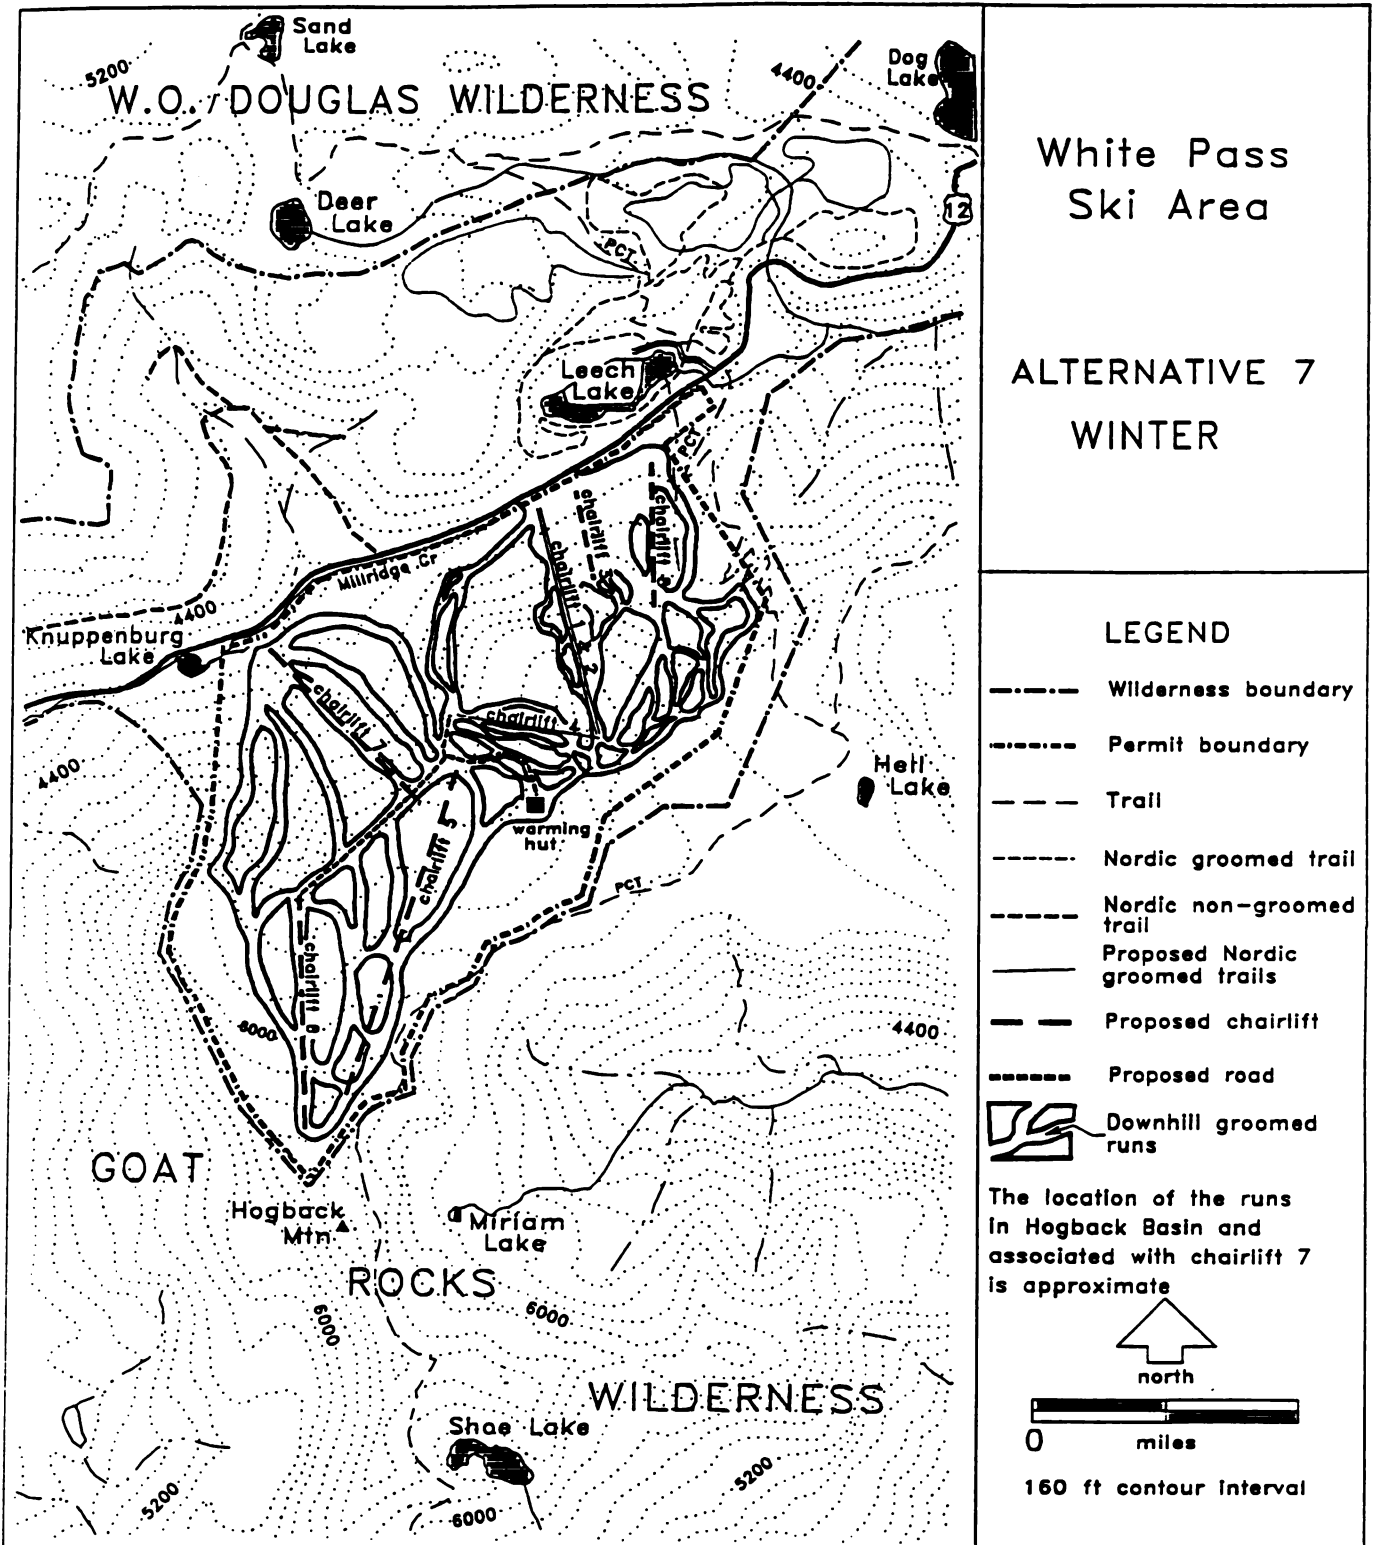 Sand
Lake
5200
W.O. DOUGLAS WILDERNESS
4400
Dog
Lake
Deer
Lake
12
PCT
Leech
Lake
PCT
chairlift 3
chairlift 1 & 2
Millridge Cr
4400
Knuppenburg
Lake
chairlift 7
chairlift 4
4400
Hell
Lake
warming
hut
chairlift 5
PCT
chairlift 6
6000
4400
GOAT
Hogback
Mtn
Miriam
Lake
ROCKS
6000
6000
WILDERNESS
Shoe Lake
5200
5200
6000
White Pass
Ski Area
ALTERNATIVE 7
WINTER
LEGEND
Wilderness boundary
Permit boundary
Trail
Nordic groomed trail
Nordic non-groomed
trail
Proposed Nordic
groomed trails
Proposed chairlift
Proposed road
Downhill groomed
runs
The location of the runs
in Hogback Basin and
associated with chairlift 7
is approximate
north
0
miles
160 ft contour interval